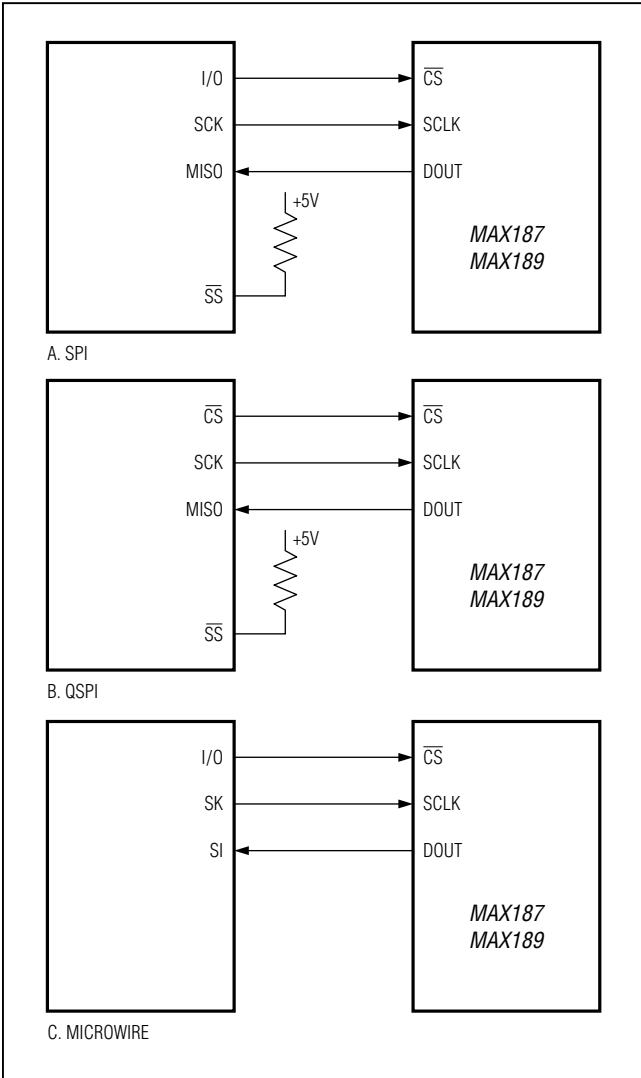 I/O
CS
SCK
SCLK
MISO
DOUT
+5V
MAX187
MAX189
SS
A. SPI
CS
CS
SCK
SCLK
MISO
DOUT
+5V
MAX187
MAX189
SS
B. QSPI
I/O
CS
SK
SCLK
SI
DOUT
MAX187
MAX189
C. MICROWIRE